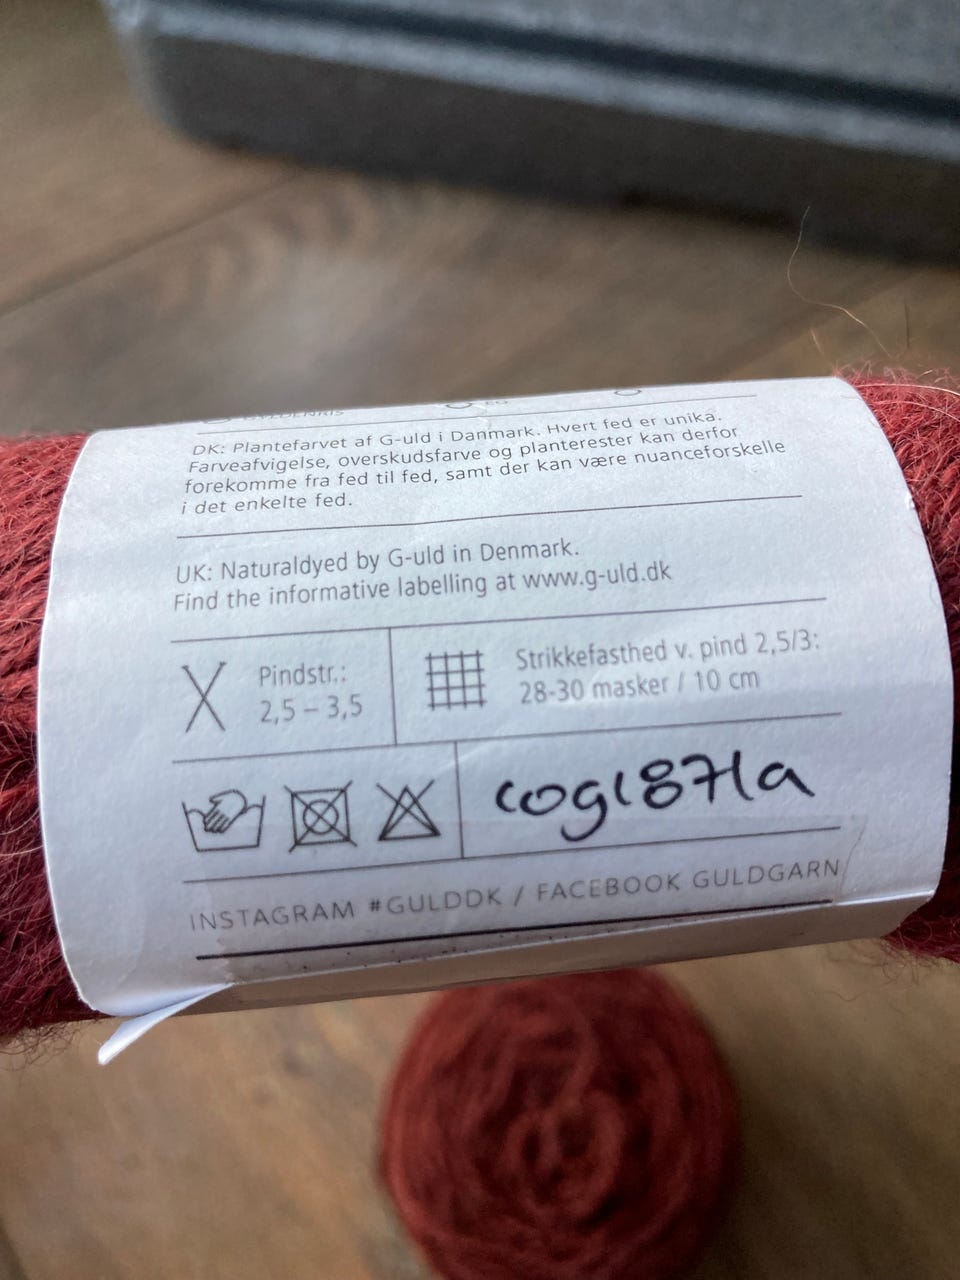 DK: Plantefarvet af G-uld i Danmark. Hvert fed er unika.
Farveafvigelse, overskudsfarve og planterester kan derfor
forekomme fra fed til fed, samt der kan være nuanceforskelle
i det enkelte fed.
UK: Naturaldyed by G-uld in Denmark.
Find the informative labelling at www.g-uld.dk
Pindstr.:
2,5 – 3,5
Strikkefasthed v. pind 2,5/3:
28-30 masker / 10 cm
INSTAGRAM #GULDDK / FACEBOOK GULDGARN